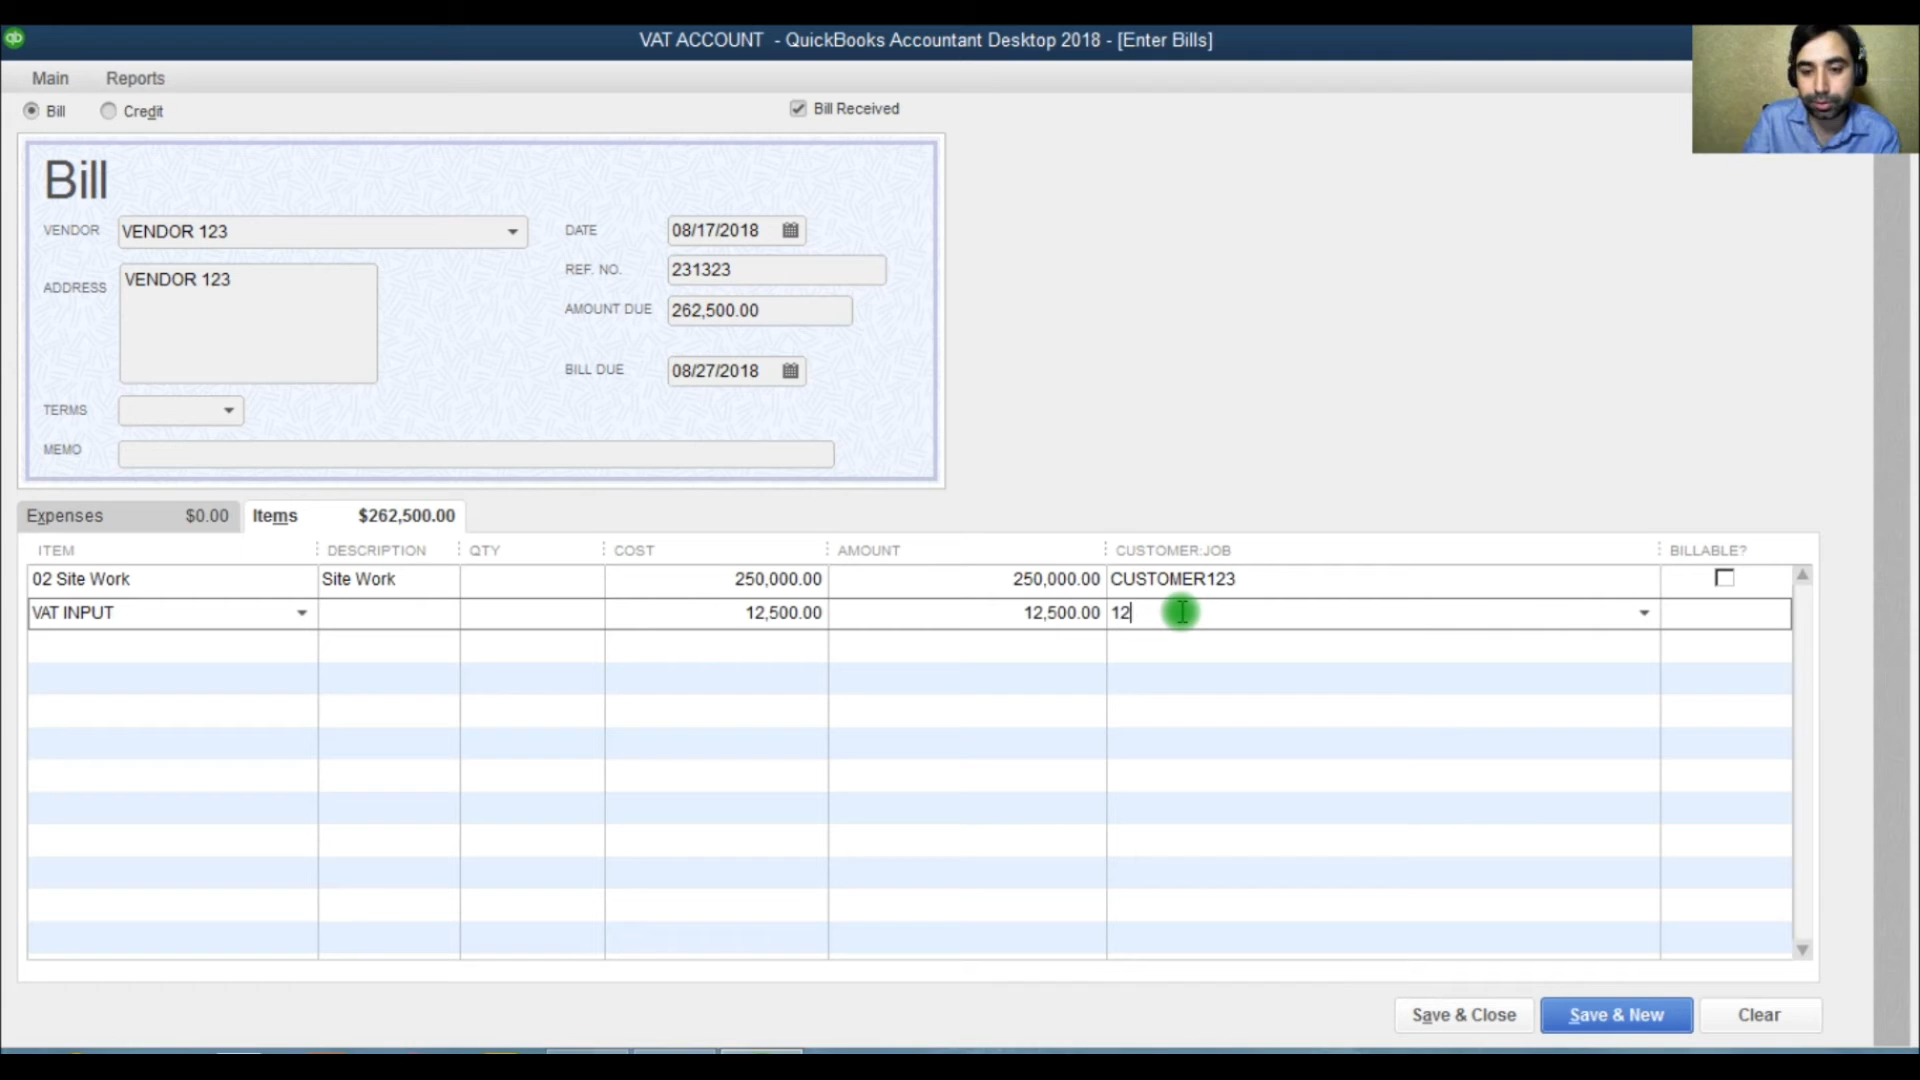 qb
VAT ACCOUNT - QuickBooks Accountant Desktop 2018 - [Enter Bills]
Main Reports
Bill Credit Bill Received
Bill
VENDOR VENDOR 123 DATE 08/17/2018
ADDRESS VENDOR 123 REF. NO. 231323
AMOUNT DUE 262,500.00
BILL DUE 08/27/2018
TERMS
MEMO
Expenses $0.00 Items $262,500.00
ITEM DESCRIPTION QTY COST AMOUNT CUSTOMER:JOB BILLABLE?
02 Site Work Site Work 250,000.00 250,000.00 CUSTOMER123
VAT INPUT 12,500.00 12,500.00 12
Save & Close Save & New Clear